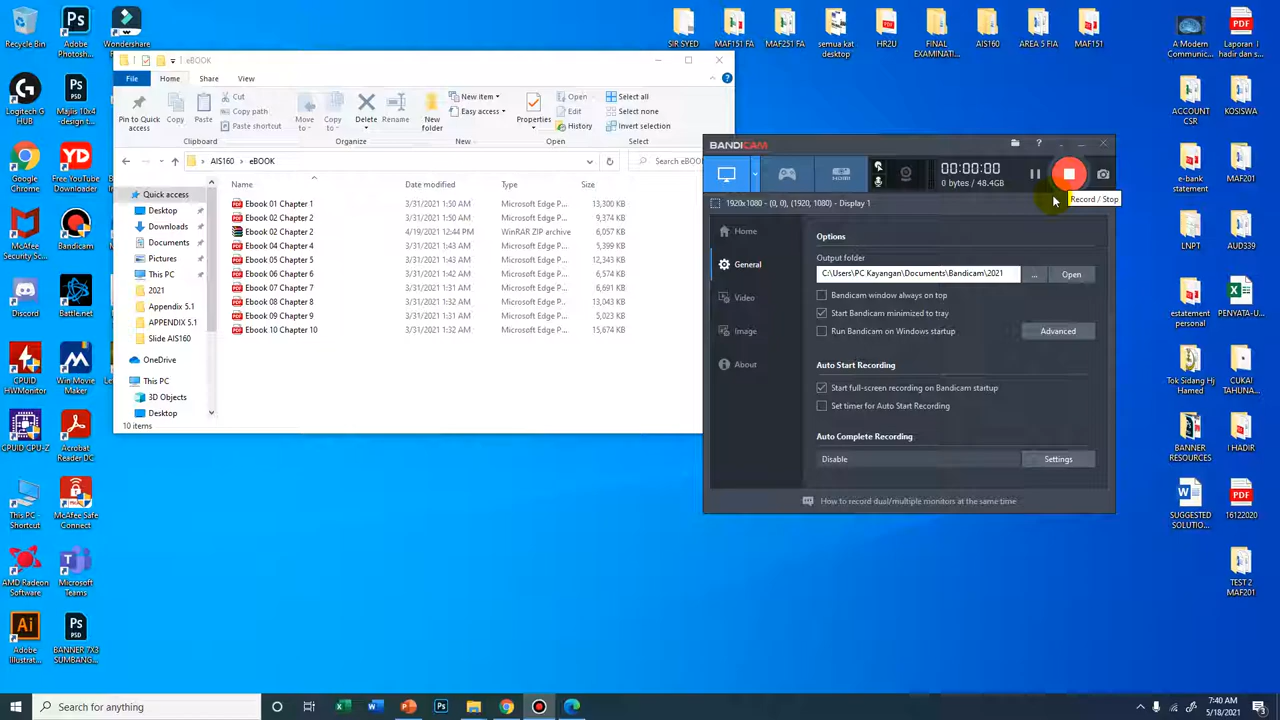 Recycle Bin
Adobe Photosh...
Wondershare
Logitech G HUB
Majlis 10x4 -design t...
Google Chrome
Free YouTube Downloader
McAfee Security Sc...
Bandicam
Discord
Battle.net
CPUID HWMonitor
Win Movie Maker
CPUID CPU-Z
Acrobat Reader DC
This PC - Shortcut
McAfee Safe Connect
AMD Radeon Software
Microsoft Teams
Adobe Illustrat...
BANNER 7X3 SUMBANG...
eBOOK
File Home Share View
Pin to Quick access
Copy
Paste
Cut
Copy path
Paste shortcut
Clipboard
Move to
Copy to
Delete
Rename
Organize
New folder
New item
Easy access
New
Properties
Open
Edit
History
Open
Select all
Select none
Invert selection
Select
AIS160 > eBOOK
Search eBOOK
Name Date modified Type Size
Ebook 01 Chapter 1 3/31/2021 1:50 AM Microsoft Edge P... 13,300 KB
Ebook 02 Chapter 2 3/31/2021 1:50 AM Microsoft Edge P... 9,374 KB
Ebook 02 Chapter 2 4/19/2021 12:44 PM WinRAR ZIP archive 6,057 KB
Ebook 04 Chapter 4 3/31/2021 1:43 AM Microsoft Edge P... 5,399 KB
Ebook 05 Chapter 5 3/31/2021 1:43 AM Microsoft Edge P... 12,343 KB
Ebook 06 Chapter 6 3/31/2021 1:42 AM Microsoft Edge P... 6,574 KB
Ebook 07 Chapter 7 3/31/2021 1:32 AM Microsoft Edge P... 6,691 KB
Ebook 08 Chapter 8 3/31/2021 1:32 AM Microsoft Edge P... 13,043 KB
Ebook 09 Chapter 9 3/31/2021 1:31 AM Microsoft Edge P... 5,023 KB
Ebook 10 Chapter 10 3/31/2021 1:32 AM Microsoft Edge P... 15,674 KB
Quick access
Desktop
Downloads
Documents
Pictures
This PC
2021
Appendix 5.1
APPENDIX 5.1
Slide AIS160
OneDrive
This PC
3D Objects
Desktop
10 items
BANDICAM
00:00:00
0 bytes / 48.4GB
Record / Stop
1920x1080 - (0, 0), (1920, 1080) - Display 1
Home
General
Video
Image
About
Options
Output folder
C:\Users\PC Kayangan\Documents\Bandicam\2021 ... Open
Bandicam window always on top
Start Bandicam minimized to tray
Run Bandicam on Windows startup
Advanced
Auto Start Recording
Start full-screen recording on Bandicam startup
Set timer for Auto Start Recording
Auto Complete Recording
Disable Settings
How to record dual/multiple monitors at the same time
SIR SYED
MAF151 FA
MAF251 FA
semua kat desktop
HR2U
FINAL EXAMINATI...
AIS160
AREA 5 FIA
MAF151
A Modern Communic...
Laporan I hadir dan s...
ACCOUNT CSR
KOSISWA
e-bank statement
MAF201
LNPT
AUD339
estatement personal
PENYATA-U...
Tok Sidang Hj Hamed
CUKAI TAHUNA...
BANNER RESOURCES
I HADIR
SUGGESTED SOLUTIO...
16122020
TEST 2 MAF201
Search for anything
7:40 AM
5/18/2021